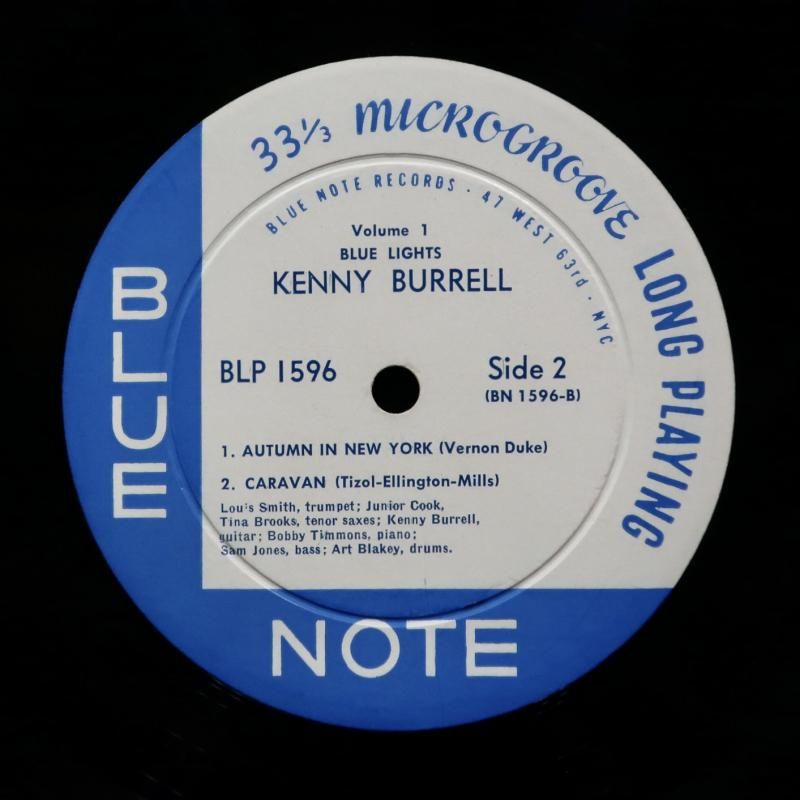 33⅓ MICROGROOVE LONG PLAYING
BLUE NOTE RECORDS · 47 WEST 63rd · NYC
Volume 1
BLUE LIGHTS
KENNY BURRELL
BLP 1596
Side 2
(BN 1596-B)
1. AUTUMN IN NEW YORK (Vernon Duke)
2. CARAVAN (Tizol-Ellington-Mills)
Louis Smith, trumpet; Junior Cook,
Tina Brooks, tenor saxes; Kenny Burrell,
guitar; Bobby Timmons, piano;
Sam Jones, bass; Art Blakey, drums.
BLUE
NOTE